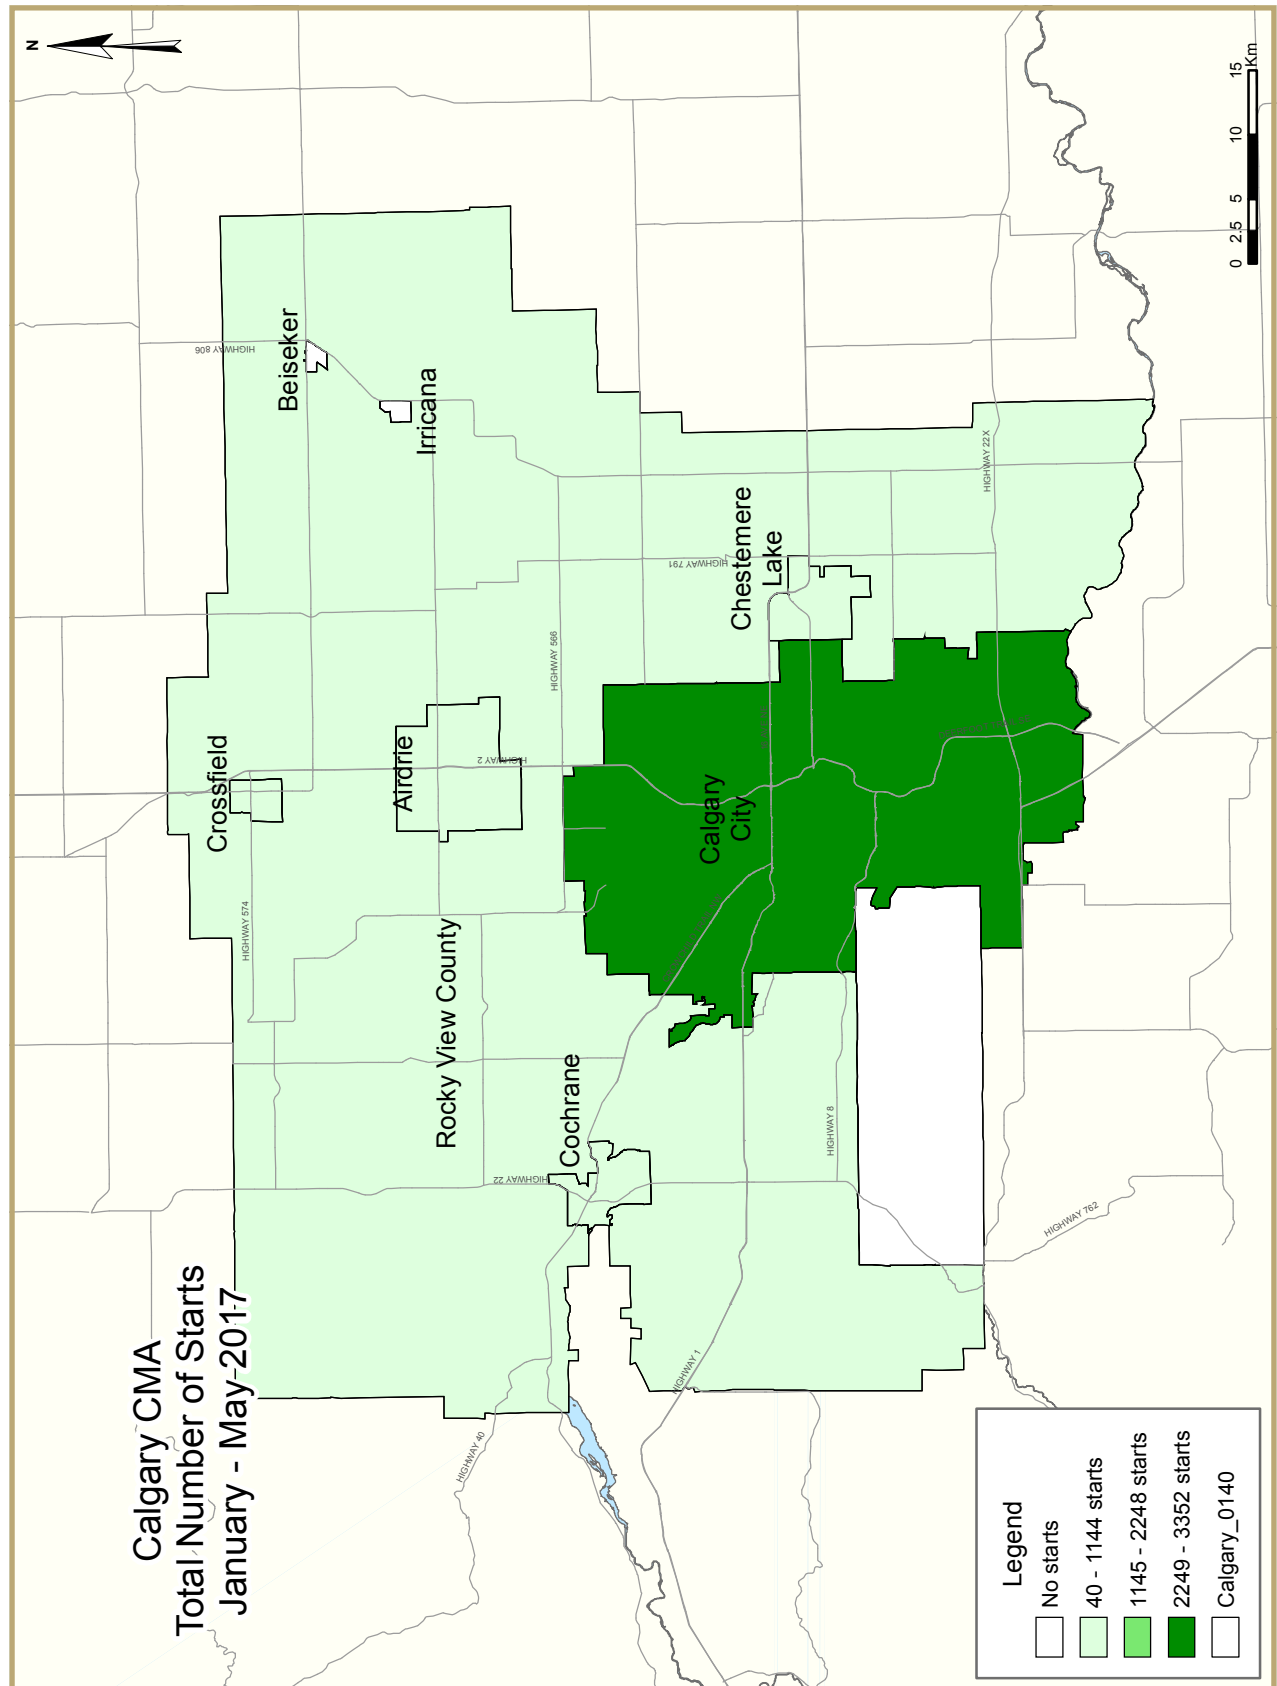 Calgary CMA
Total Number of Starts
January - May 2017
N
Crossfield
Beiseker
HIGHWAY 806
Irricana
HIGHWAY 574
Airdrie
HIGHWAY 2
Rocky View County
HIGHWAY 566
Cochrane
HIGHWAY 22
HIGHWAY 40
Calgary
City
Chestemere
Lake
HIGHWAY 791
HIGHWAY 1
HIGHWAY 8
HIGHWAY 22X
HIGHWAY 762
Legend
No starts
40 - 1144 starts
1145 - 2248 starts
2249 - 3352 starts
Calgary_0140
0 2.5 5 10 15
Km